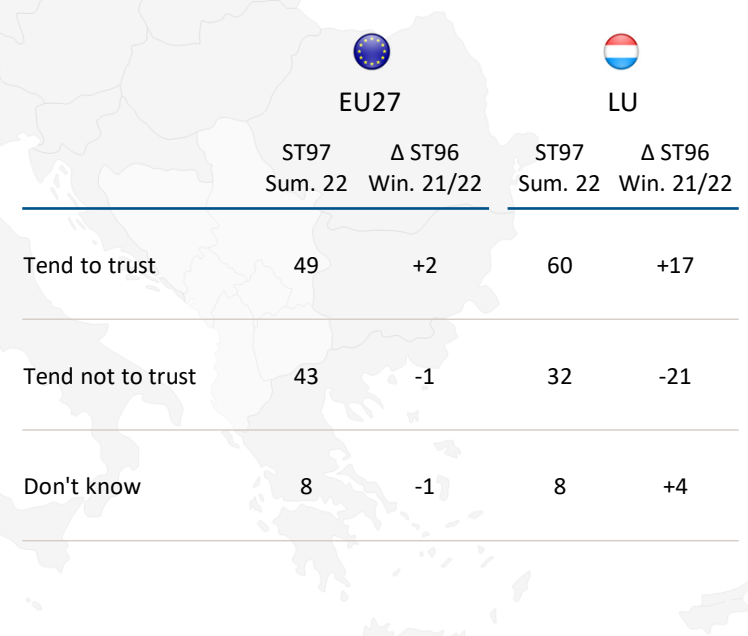 EU27 LU
ST97 Δ ST96 ST97 Δ ST96
Sum. 22 Win. 21/22 Sum. 22 Win. 21/22
Tend to trust 49 +2 60 +17
Tend not to trust 43 -1 32 -21
Don't know 8 -1 8 +4